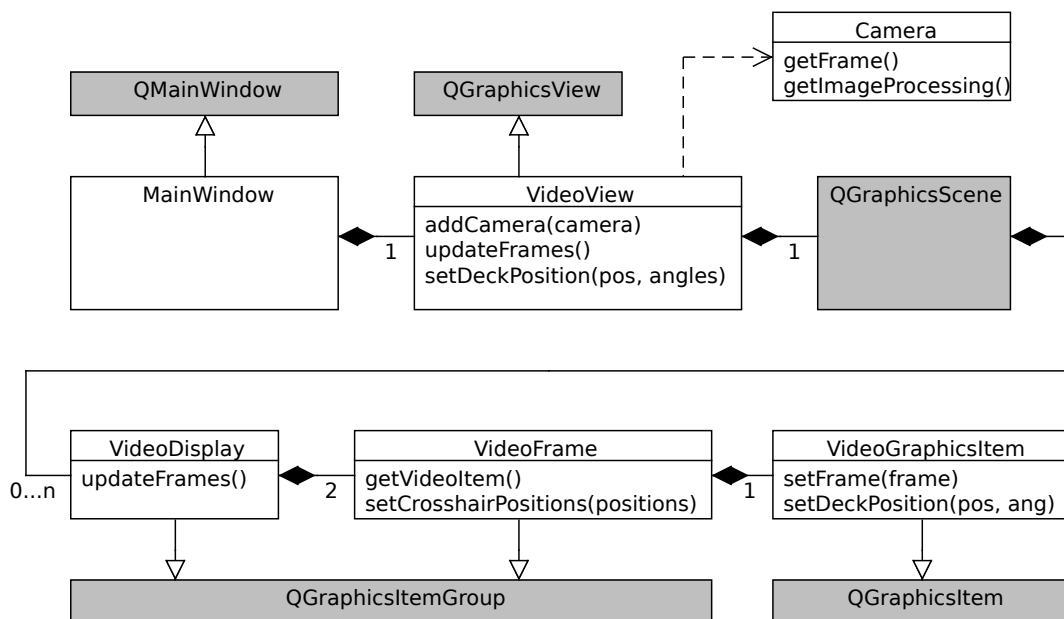 Camera
getFrame()
getImageProcessing()
QMainWindow
QGraphicsView
MainWindow
VideoView
addCamera(camera)
updateFrames()
setDeckPosition(pos, angles)
QGraphicsScene
1
1
VideoDisplay
updateFrames()
VideoFrame
getVideoItem()
setCrosshairPositions(positions)
VideoGraphicsItem
setFrame(frame)
setDeckPosition(pos, ang)
0...n
2
1
QGraphicsItemGroup
QGraphicsItem